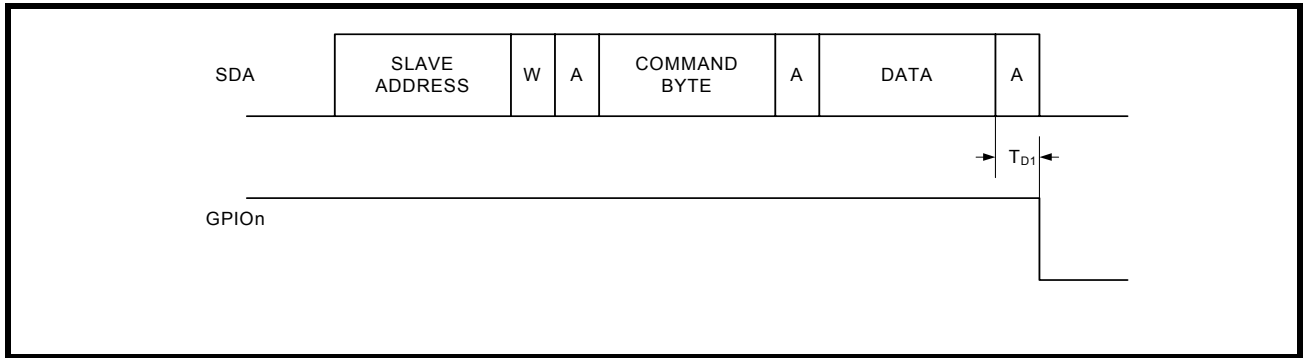 SDA
SLAVE
ADDRESS
W
A
COMMAND
BYTE
A
DATA
A
TD1
GPIOn